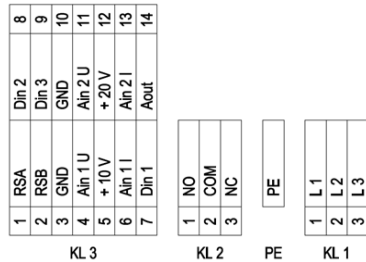 8 9 10 11 12 13 14
Din 2 Din 3 GND Ain 2 U + 20 V Ain 2 I Aout
RSA RSB GND Ain 1 U + 10 V Ain 1 I Din 1
1 2 3 4 5 6 7
KL 3
NO COM NC
1 2 3
KL 2
PE
PE
L 1 L 2 L 3
1 2 3
KL 1